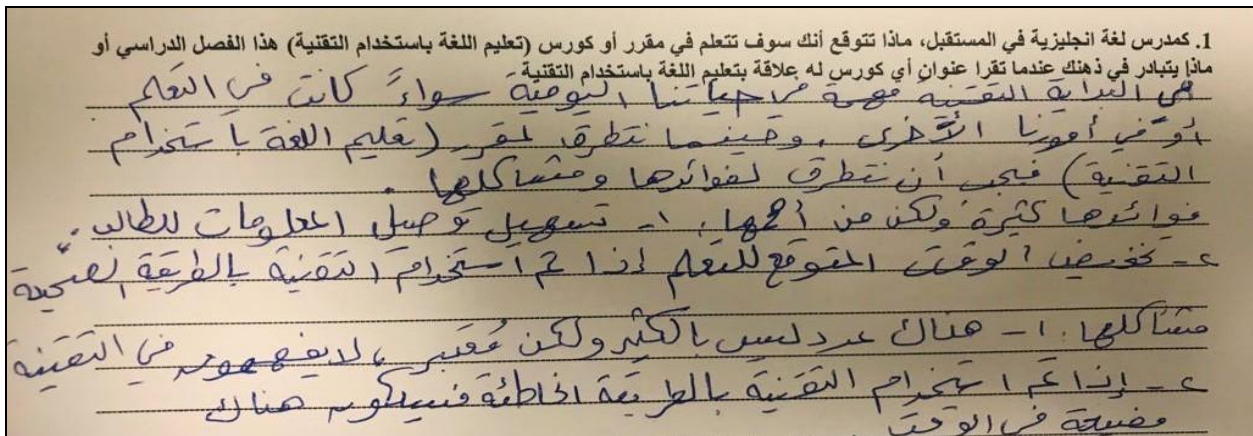 1. كمدرس لغة انجليزية في المستقبل، ماذا تتوقع أنك سوف تتعلم في مقرر أو كورس (تعليم اللغة باستخدام التقنية) هذا الفصل الدراسي أو
ماذا يتبادر في ذهنك عندما تقرا عنوان أي كورس له علاقة بتعليم اللغة باستخدام التقنية
في البداية التقنية مهمة في حياتنا اليومية سواءً كانت في التعلم
أو في أمورنا الأخرى، وحينما نتطرق لمقرر (تعليم اللغة باستخدام
التقنية) فيجب أن نتطرق لفوائدها ومشاكلها.
فوائدها كثيرة ولكن من أهمها: ١- تسهيل توصيل المعلومات للطالب.
٢- تخفيض الوقت المتوقع للتعلم إذا تم استخدام التقنية بالطريقة الصحيحة
مشاكلها: ١- هناك عدد ليس بالكثير ولكن مُعتبر، لا يفهمون في التقنية
٢- إذا تم استخدام التقنية بالطريقة الخاطئة فسيكون هناك
مضيعة في الوقت